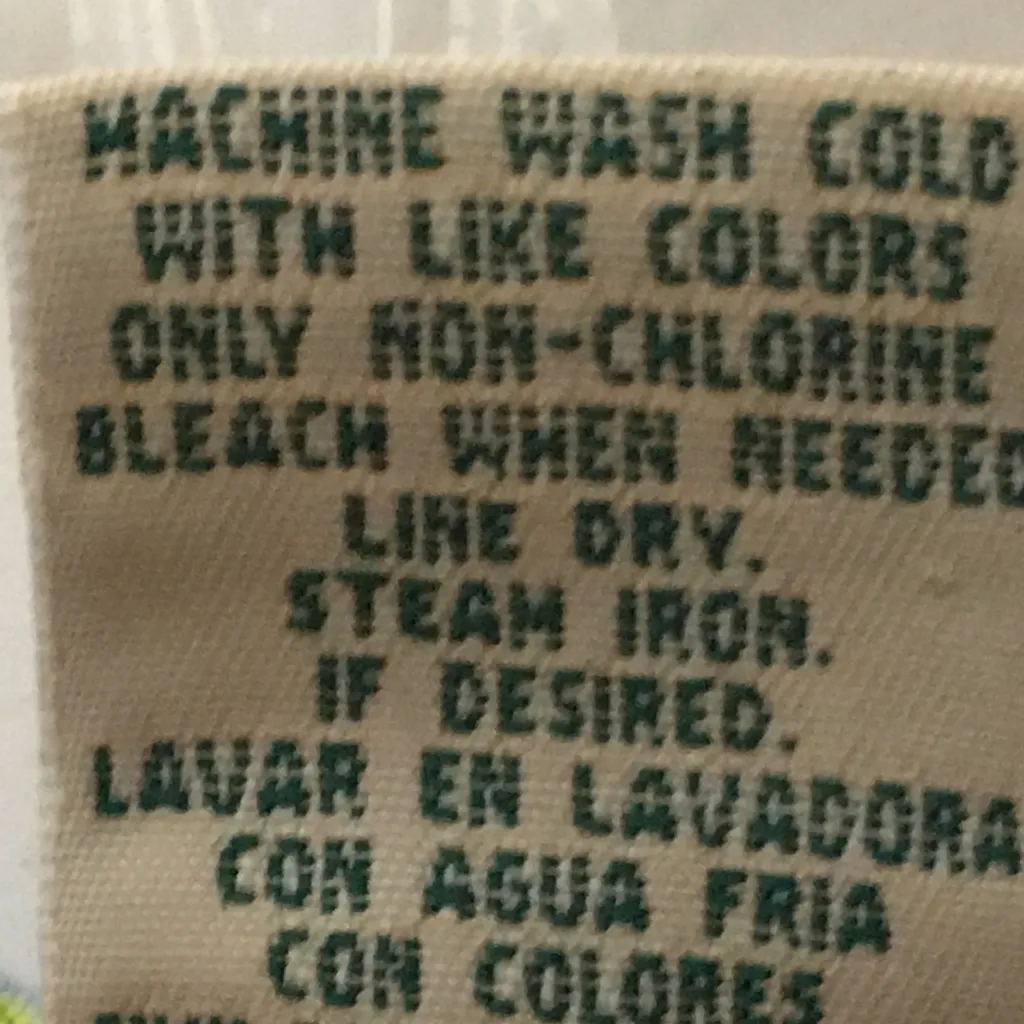 MACHINE WASH COLD
WITH LIKE COLORS
ONLY NON-CHLORINE
BLEACH WHEN NEEDED
LINE DRY.
STEAM IRON.
IF DESIRED.
LAVAR EN LAVADORA
CON AGUA FRIA
CON COLORES